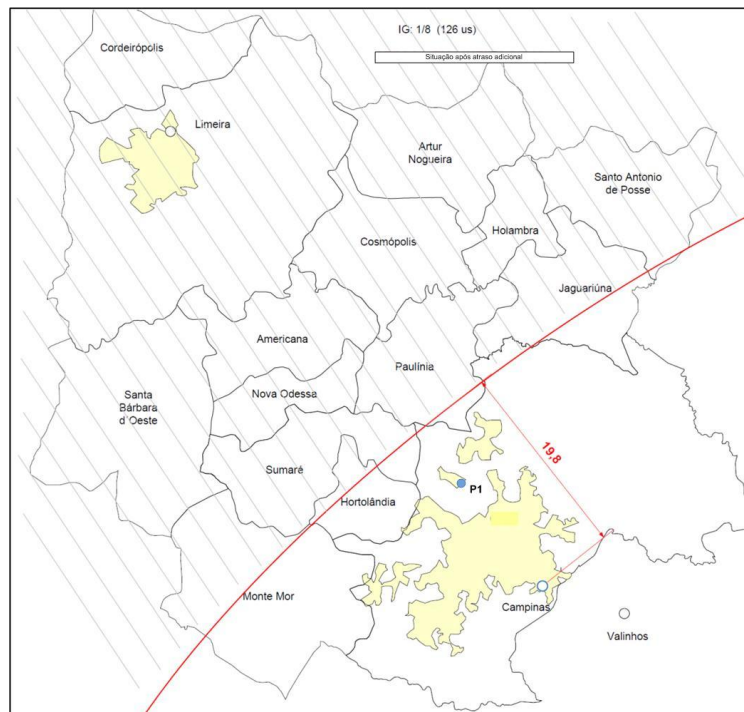 IG: 1/8 (126 us)
Situação após atraso adicional
Cordeirópolis
Limeira
Artur
Nogueira
Santo Antonio
de Posse
Holambra
Cosmópolis
Jaguariúna
Americana
Paulínia
Nova Odessa
Santa
Bárbara
d`Oeste
19,8
Sumaré
P1
Hortolândia
Monte Mor
Campinas
Valinhos